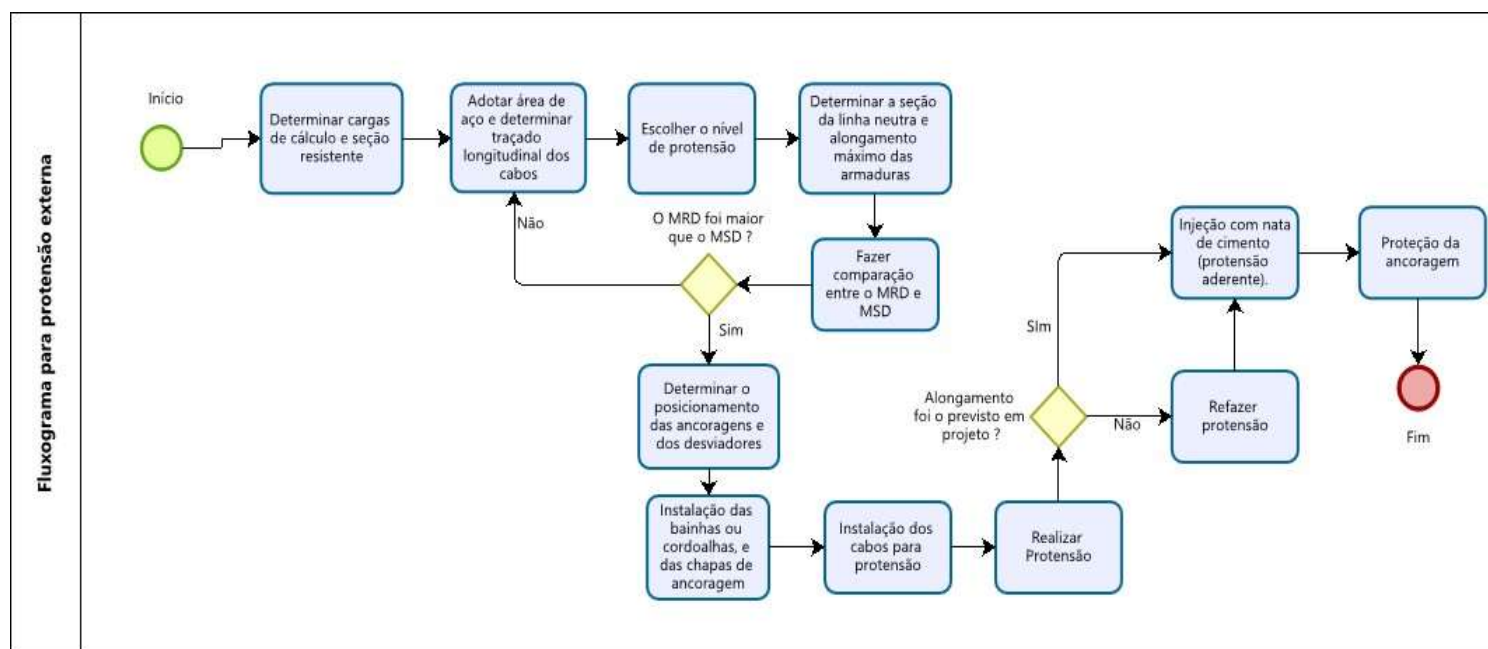 Fluxograma para protensão externa
Início
Determinar cargas
de cálculo e seção
resistente
Adotar área de
aço e determinar
traçado
longitudinal dos
cabos
Escolher o nível
de protensão
Determinar a seção
da linha neutra e
alongamento
máximo das
armaduras
Fazer
comparação
entre o MRD e
MSD
O MRD foi maior
que o MSD ?
Não
Sim
Determinar o
posicionamento
das ancoragens e
dos desviadores
Instalação das
bainhas ou
cordoalhas, e
das chapas de
ancoragem
Instalação dos
cabos para
protensão
Realizar
Protensão
Alongamento
foi o previsto em
projeto ?
SIm
Não
Refazer
protensão
Injeção com nata
de cimento
(protensão
aderente).
Proteção da
ancoragem
Fim